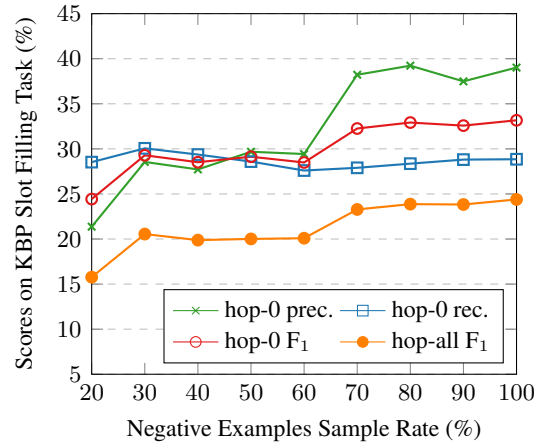 Scores on KBP Slot Filling Task (%)
45
40
35
30
25
20
15
10
5
hop-0 prec.
hop-0 rec.
hop-0 F₁
hop-all F₁
20 30 40 50 60 70 80 90 100
Negative Examples Sample Rate (%)